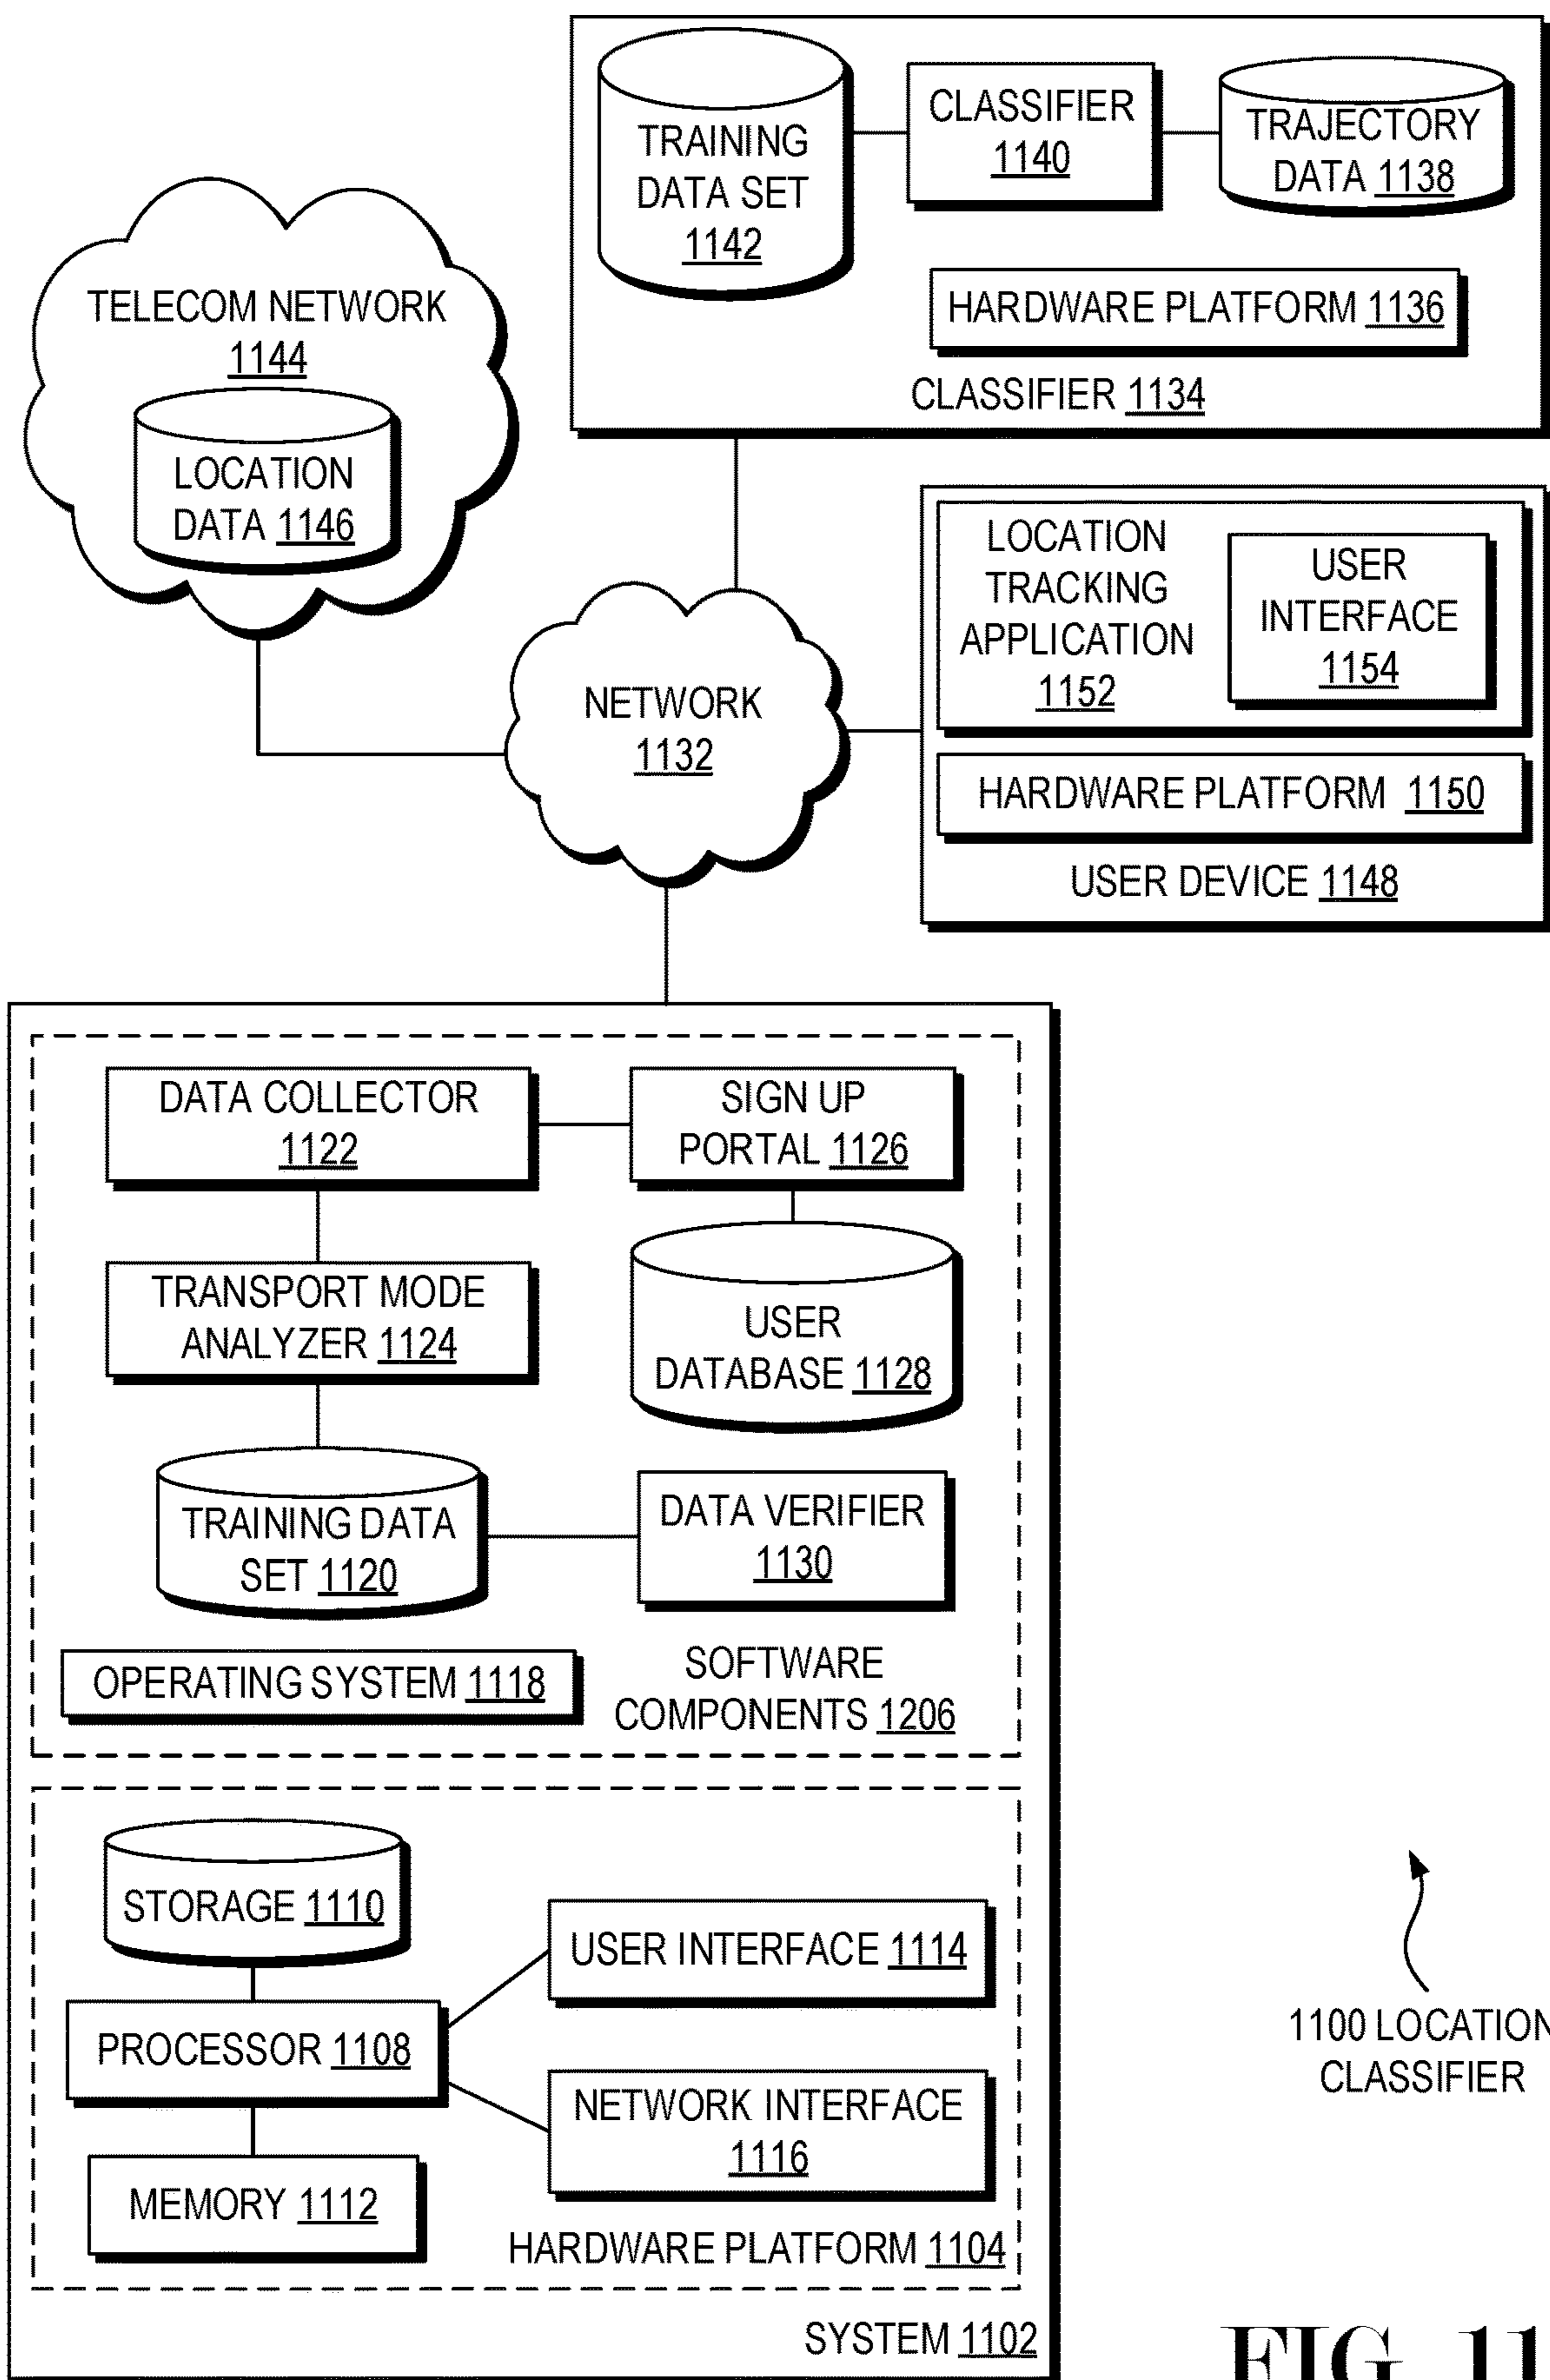 TRAINING
DATA SET
1142
CLASSIFIER
1140
TRAJECTORY
DATA 1138
HARDWARE PLATFORM 1136
CLASSIFIER 1134
TELECOM NETWORK
1144
LOCATION
DATA 1146
LOCATION
TRACKING
APPLICATION
1152
USER
INTERFACE
1154
HARDWARE PLATFORM 1150
USER DEVICE 1148
NETWORK
1132
DATA COLLECTOR
1122
SIGN UP
PORTAL 1126
TRANSPORT MODE
ANALYZER 1124
USER
DATABASE 1128
TRAINING DATA
SET 1120
DATA VERIFIER
1130
OPERATING SYSTEM 1118
SOFTWARE
COMPONENTS 1206
STORAGE 1110
USER INTERFACE 1114
PROCESSOR 1108
NETWORK INTERFACE
1116
MEMORY 1112
HARDWARE PLATFORM 1104
SYSTEM 1102
1100 LOCATION
CLASSIFIER
FIG. 11